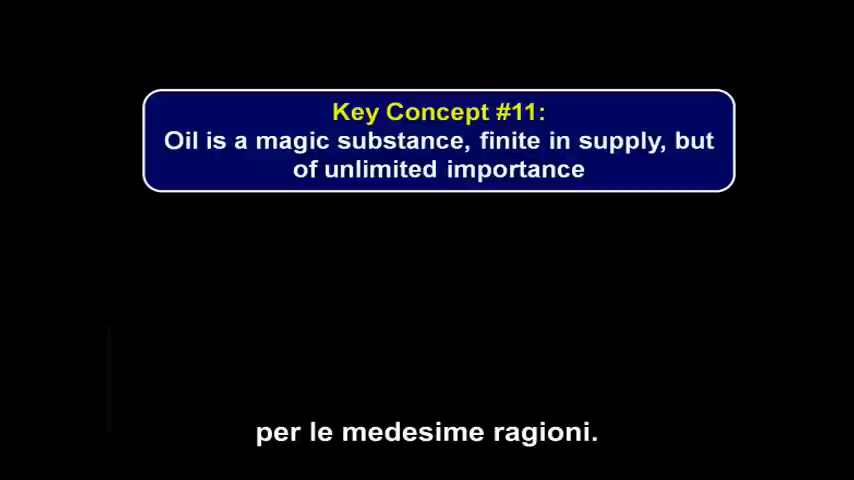 Key Concept #11:
Oil is a magic substance, finite in supply, but
of unlimited importance
per le medesime ragioni.